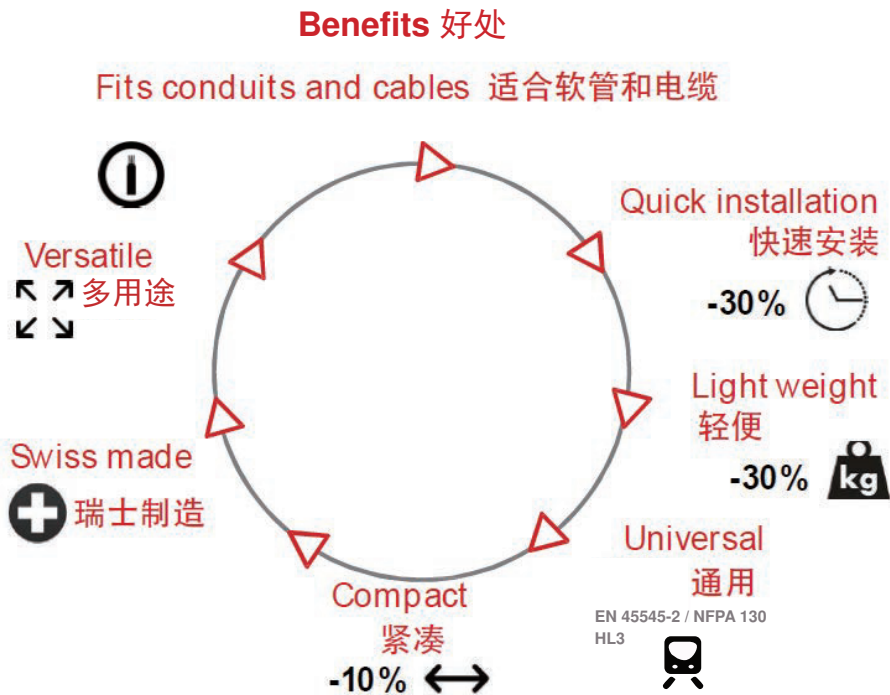 Benefits 好处
Fits conduits and cables 适合软管和电缆
Quick installation
快速安装
-30%
Light weight
轻便
-30%
kg
Universal
通用
EN 45545-2 / NFPA 130
HL3
Compact
紧凑
-10%
Swiss made
瑞士制造
Versatile
多用途